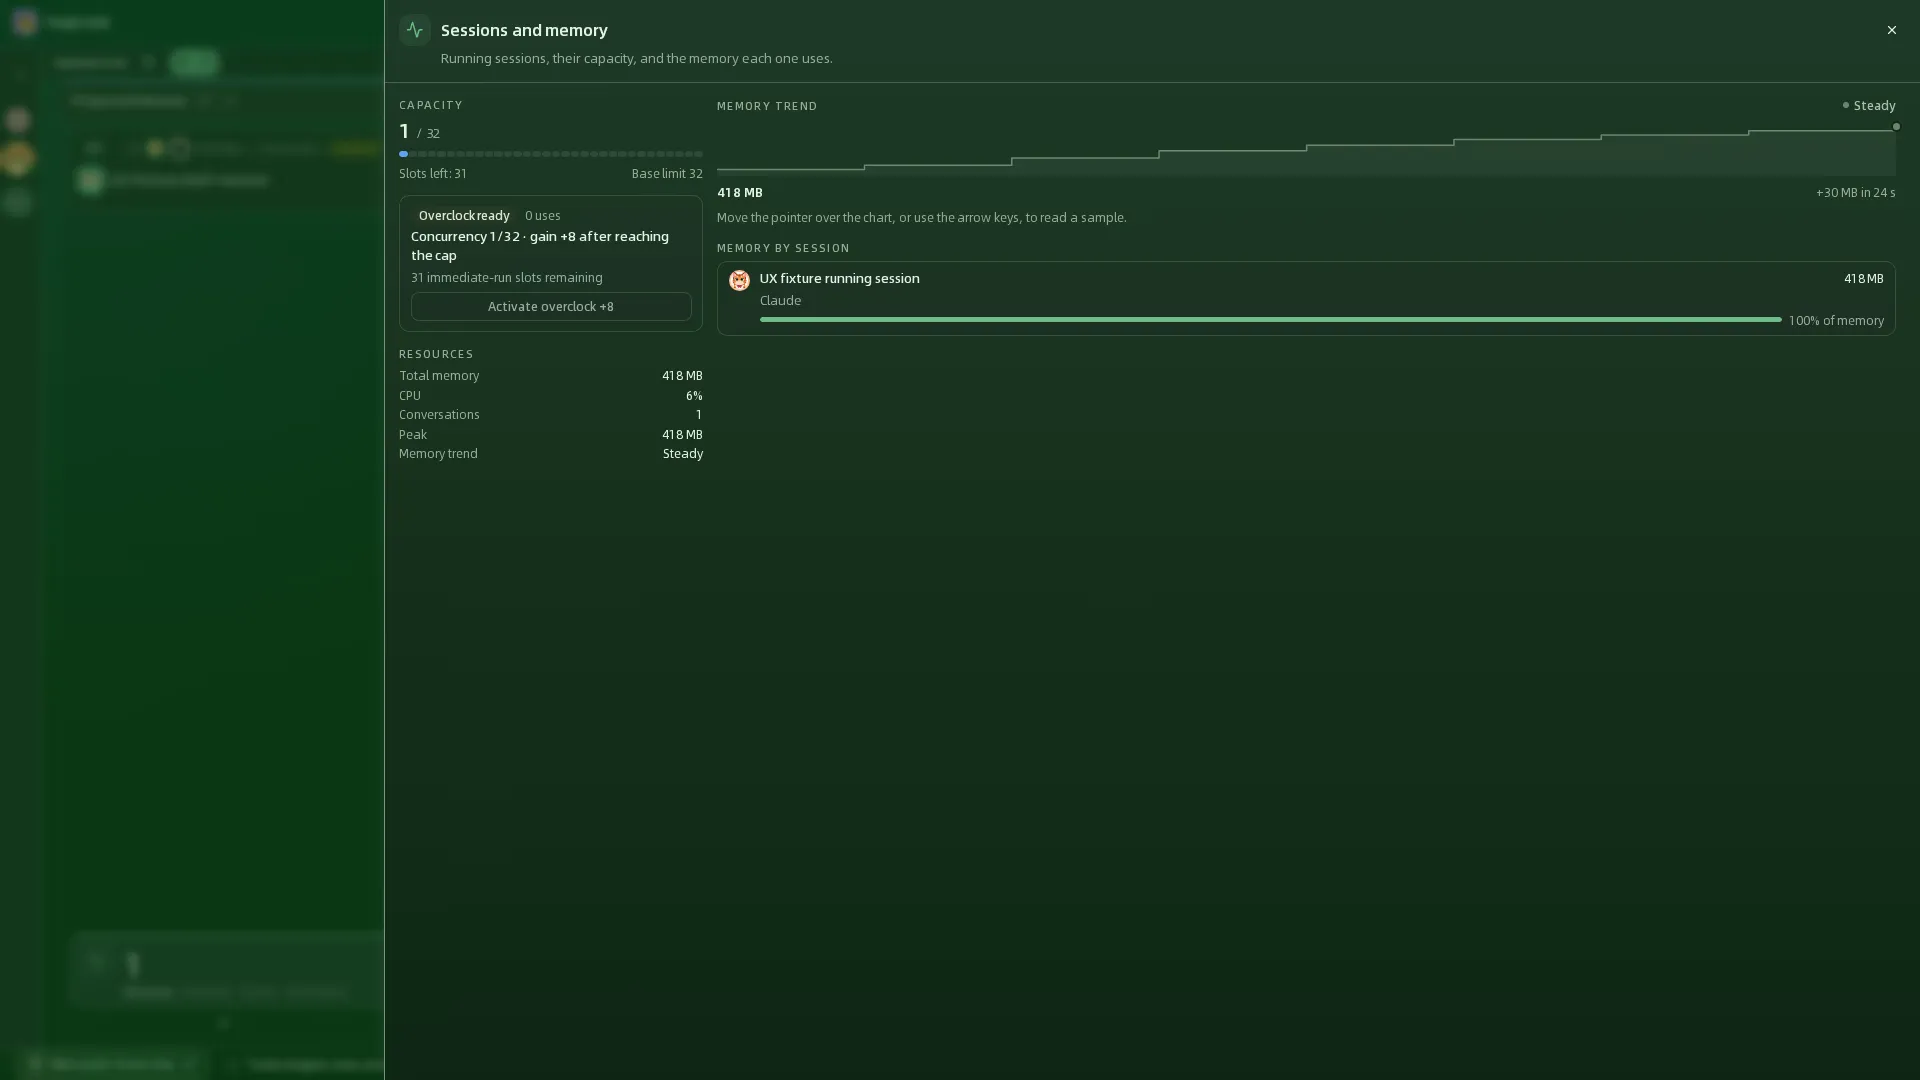 Sessions and memory
Running sessions, their capacity, and the memory each one uses.
CAPACITY
1 / 32
Slots left: 31
Base limit 32
Overclock ready 0 uses
Concurrency 1/32 · gain +8 after reaching
the cap
31 immediate-run slots remaining
Activate overclock +8
RESOURCES
Total memory 418 MB
CPU 6%
Conversations 1
Peak 418 MB
Memory trend Steady
MEMORY TREND
Steady
418 MB
+30 MB in 24 s
Move the pointer over the chart, or use the arrow keys, to read a sample.
MEMORY BY SESSION
UX fixture running session 418 MB
Claude
100% of memory